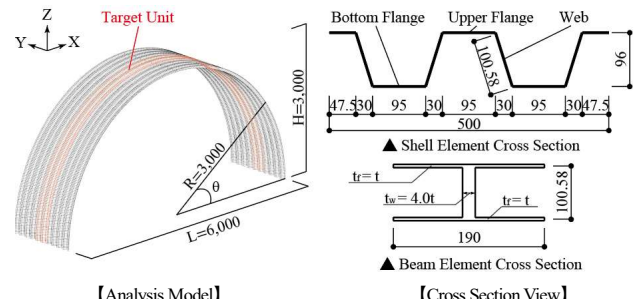 Target Unit
Z
Y
X
H=3,000
R=3,000
θ
L=6,000
【Analysis Model】
Bottom Flange
Upper Flange
Web
100.58
96
47.5 30 95 30 95 30 95 30 47.5
500
▲ Shell Element Cross Section
tf= t
tw= 4.0t
tf= t
100.58
190
▲ Beam Element Cross Section
【Cross Section View】